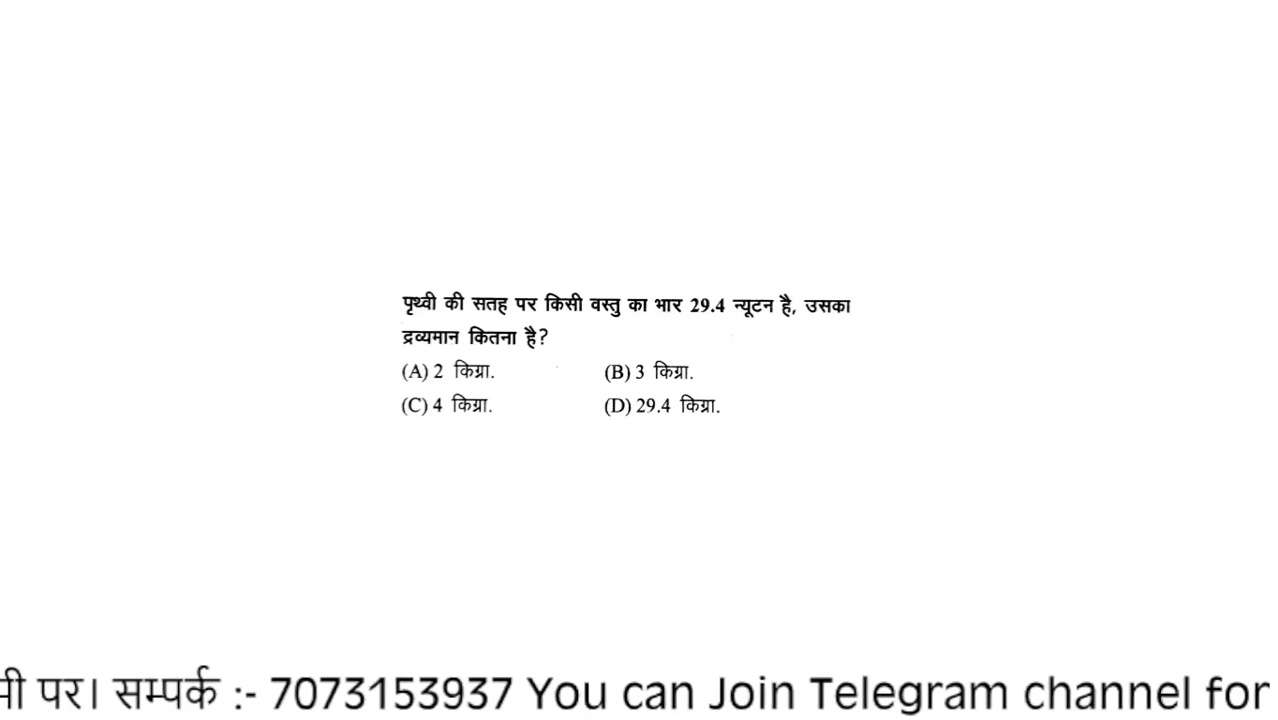 पृथ्वी की सतह पर किसी वस्तु का भार 29.4 न्यूटन है, उसका
द्रव्यमान कितना है?
(A) 2 किग्रा. (B) 3 किग्रा.
(C) 4 किग्रा. (D) 29.4 किग्रा.
पर। सम्पर्क :- 7073153937 You can Join Telegram channel for